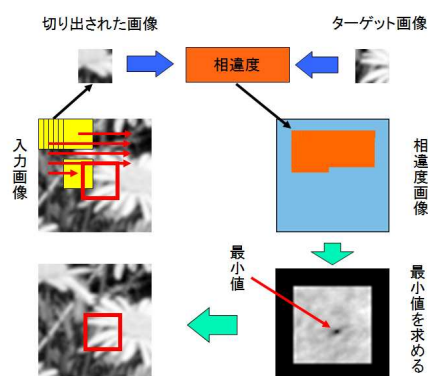 切り出された画像
ターゲット画像
相違度
入力画像
相違度画像
最小値
最小値を求める